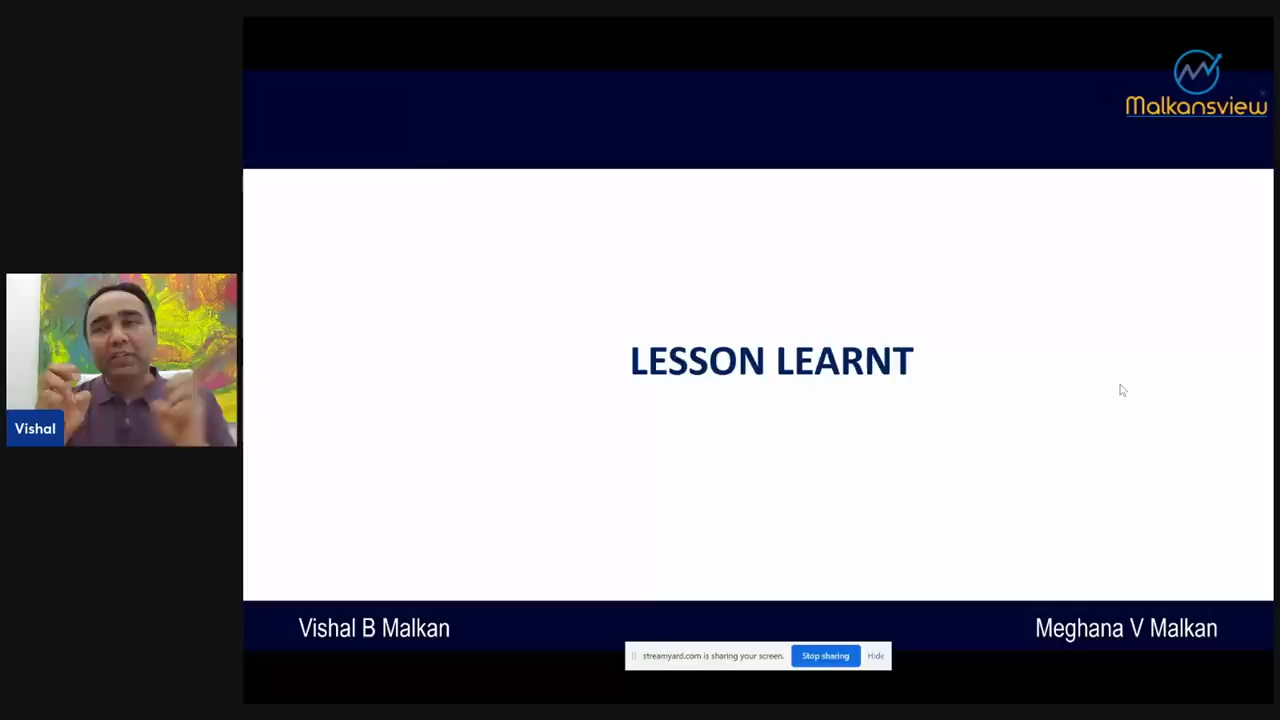 Malkansview
LESSON LEARNT
Vishal
Vishal B Malkan
Meghana V Malkan
streamyard.com is sharing your screen.
Stop sharing
Hide